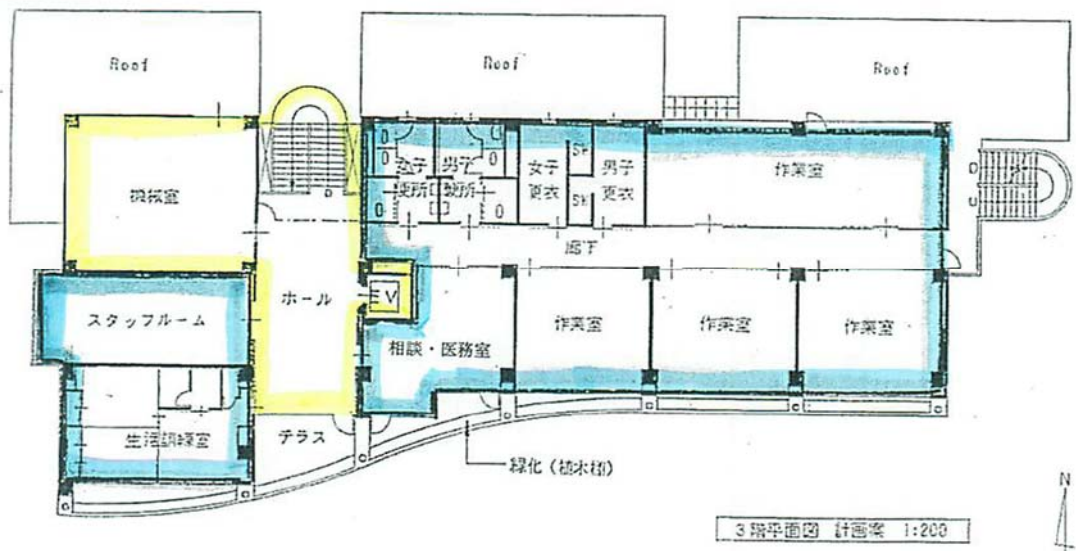 Roof
Roof
Roof
機械室
女子
便所
男子
便所
女子
更衣
SK
SK
男子
更衣
作業室
D
U
D
廊下
ホール
EV
スタッフルーム
相談・医務室
作業室
作業室
作業室
生活訓練室
テラス
緑化(植木樹)
N
3階平面図 計画案 1:200